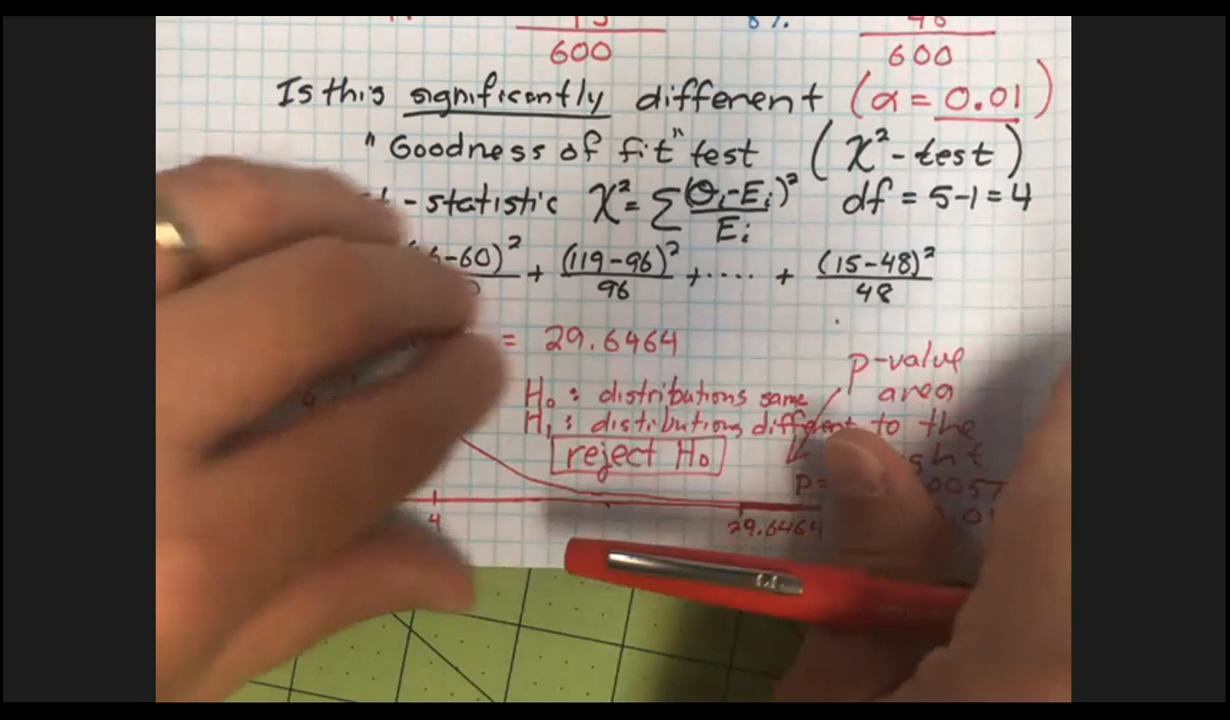 600 600
Is this significantly different (α = 0.01)
"Goodness of fit" test (χ²-test)
-statistic χ² = Σ (Oᵢ-Eᵢ)²/Eᵢ df = 5-1 = 4
-60)² + (119-96)²/96 + .... + (15-48)²/48
= 29.6464
p-value
area
H₀ : distributions same
H₁ : distributions different to the
reject H₀
p=
4 29.6464